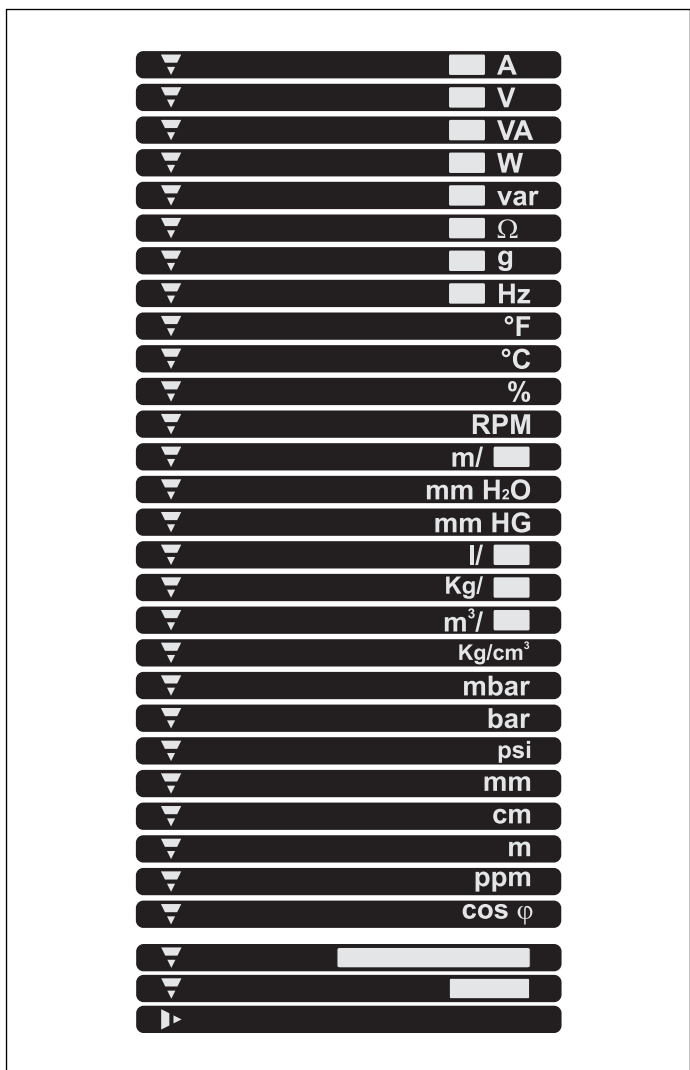 A
V
VA
W
var
Ω
g
Hz
°F
°C
%
RPM
m/
mm H₂O
mm HG
l/
Kg/
m³/
Kg/cm³
mbar
bar
psi
mm
cm
m
ppm
cos φ